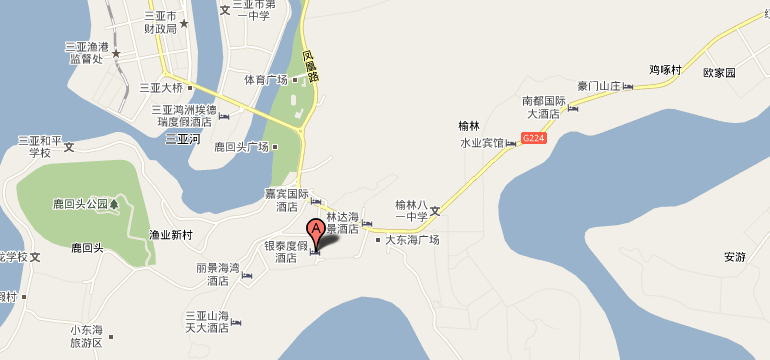 三亚市
财政局
三亚市第
一中学
三亚渔港
监督处
凤凰路
体育广场
三亚大桥
三亚鸿洲埃德
瑞度假酒店
三亚河
三亚和平
学校
鹿回头广场
鸡啄村
欧家园
豪门山庄
南都国际
大酒店
榆林
水业宾馆
G224
鹿回头公园
嘉宾国际
酒店
林达海
景酒店
榆林八
一中学
A
渔业新村
鹿回头
银泰度假
酒店
大东海广场
龙学校
丽景海湾
酒店
安游
假村
三亚山海
天大酒店
小东海
旅游区